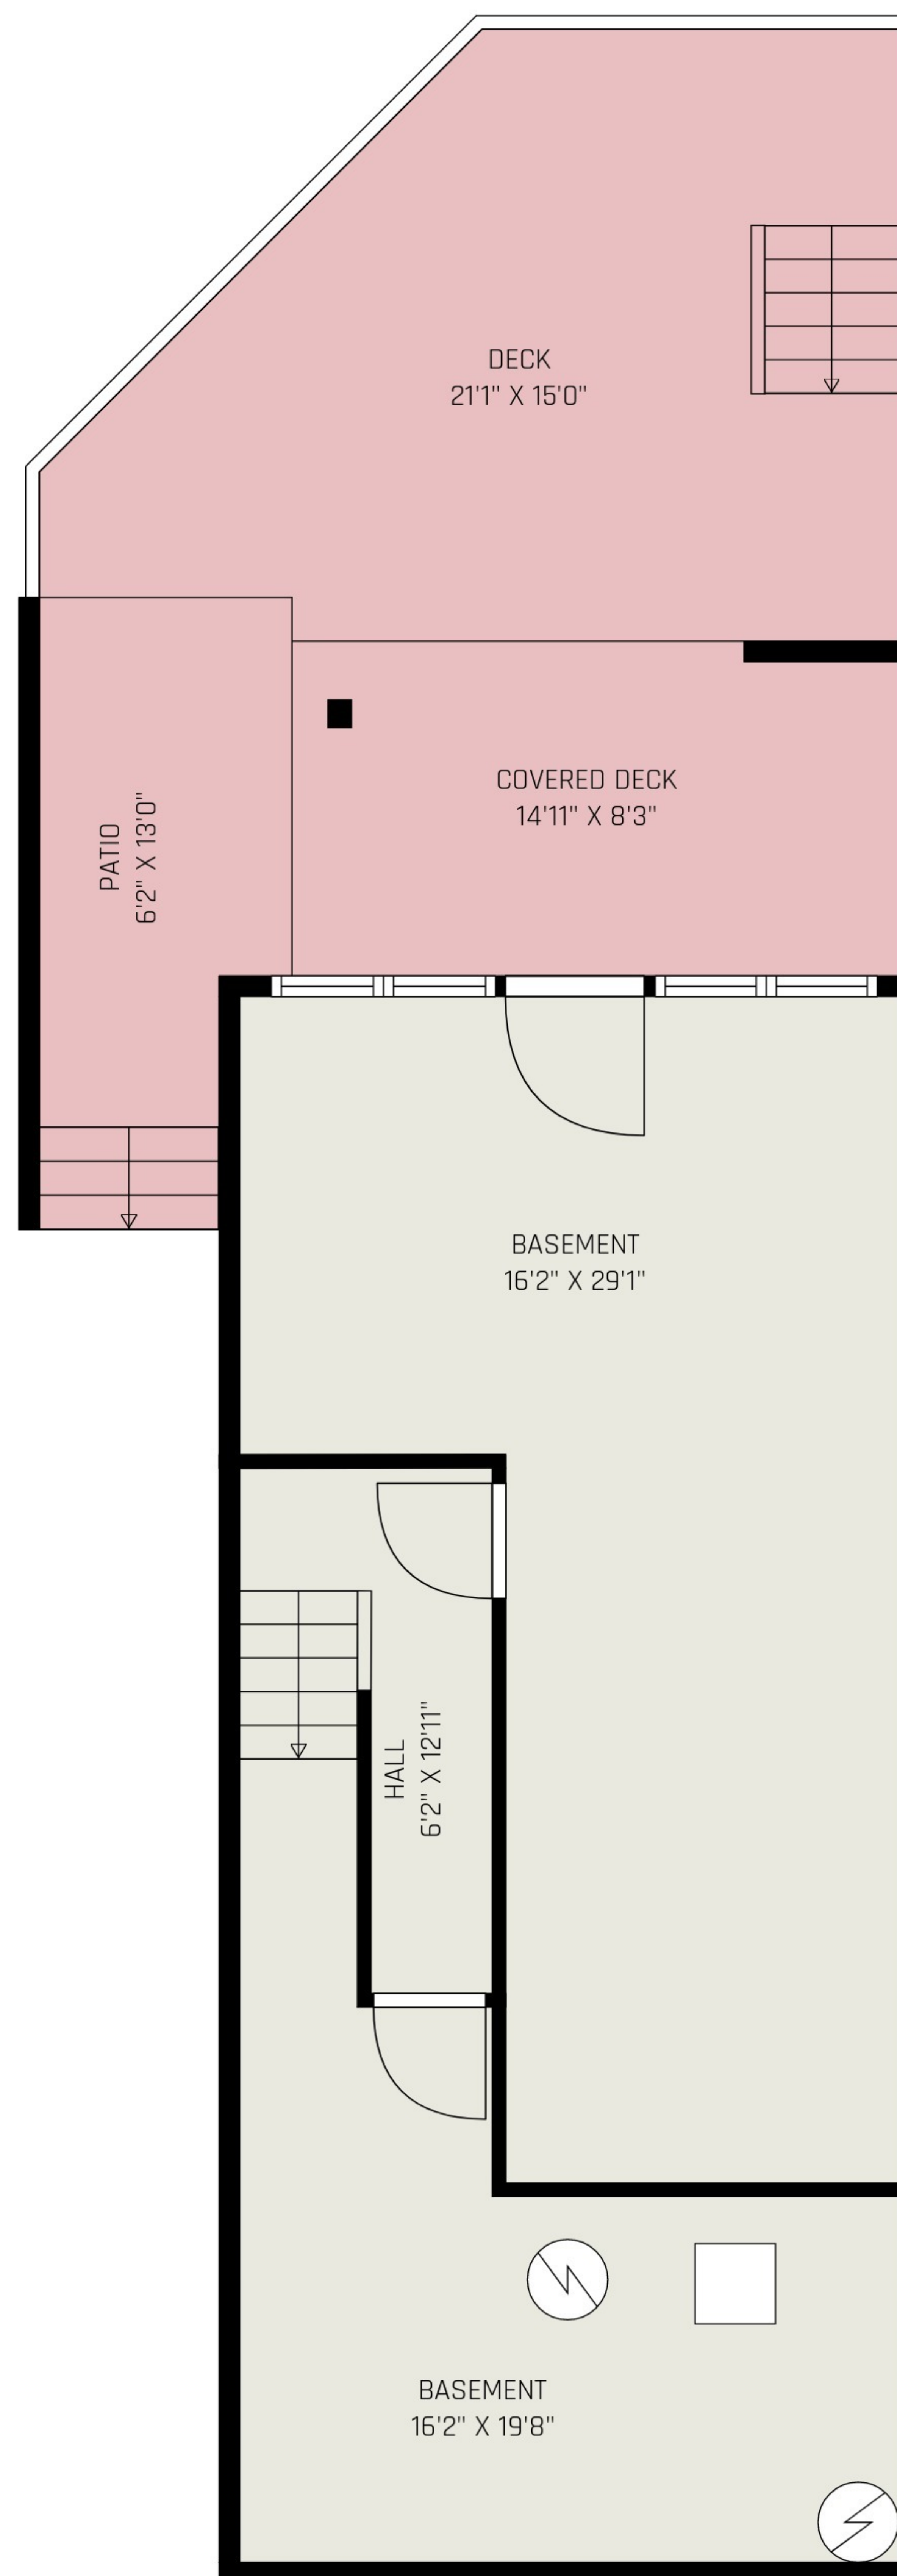 DECK
21'1" X 15'0"
COVERED DECK
14'11" X 8'3"
PATIO
6'2" X 13'0"
BASEMENT
16'2" X 29'1"
HALL
6'2" X 12'11"
BASEMENT
16'2" X 19'8"